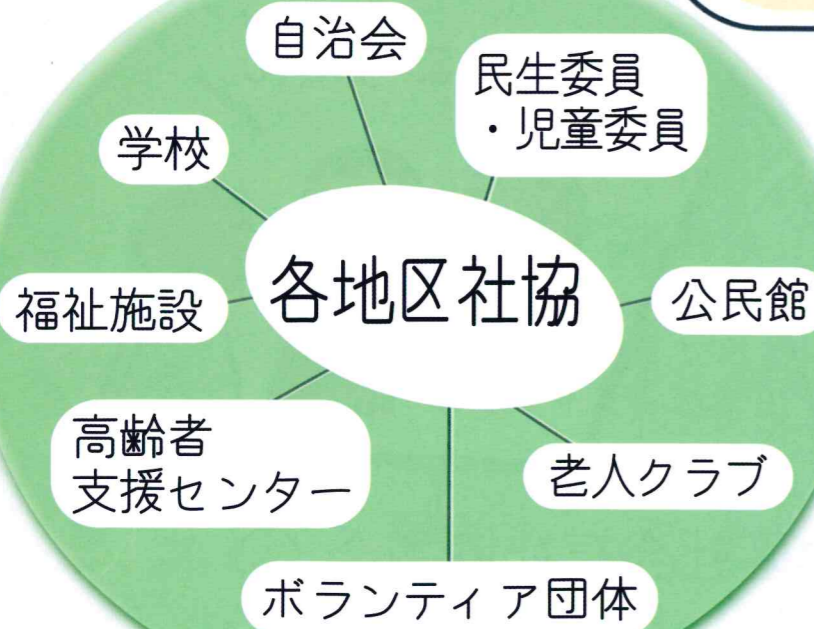 自治会
民生委員
・児童委員
学校
各地区社協
福祉施設
公民館
高齢者
支援センター
老人クラブ
ボランティア団体